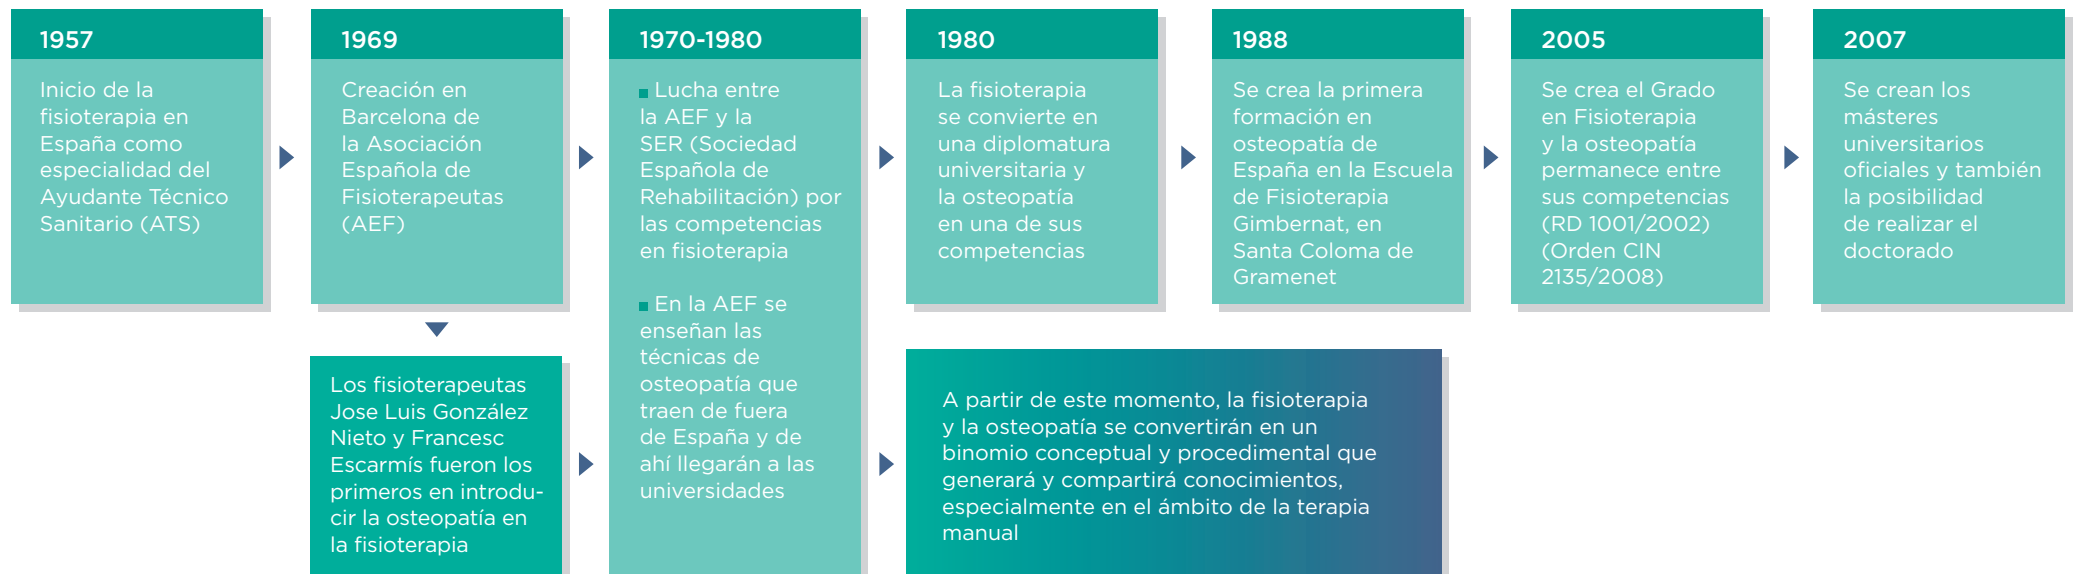 1957
Inicio de la
fisioterapia en
España como
especialidad del
Ayudante Técnico
Sanitario (ATS)
1969
Creación en
Barcelona de
la Asociación
Española de
Fisioterapeutas
(AEF)
Los fisioterapeutas
Jose Luis González
Nieto y Francesc
Escarmís fueron los
primeros en introdu-
cir la osteopatía en
la fisioterapia
1970-1980
Lucha entre
la AEF y la
SER (Sociedad
Española de
Rehabilitación) por
las competencias
en fisioterapia
En la AEF se
enseñan las
técnicas de
osteopatía que
traen de fuera
de España y de
ahí llegarán a las
universidades
1980
La fisioterapia
se convierte en
una diplomatura
universitaria y
la osteopatía
en una de sus
competencias
A partir de este momento, la fisioterapia
y la osteopatía se convertirán en un
binomio conceptual y procedimental que
generará y compartirá conocimientos,
especialmente en el ámbito de la terapia
manual
1988
Se crea la primera
formación en
osteopatía de
España en la Escuela
de Fisioterapia
Gimbernat, en
Santa Coloma de
Gramenet
2005
Se crea el Grado
en Fisioterapia
y la osteopatía
permanece entre
sus competencias
(RD 1001/2002)
(Orden CIN
2135/2008)
2007
Se crean los
másteres
universitarios
oficiales y también
la posibilidad
de realizar el
doctorado